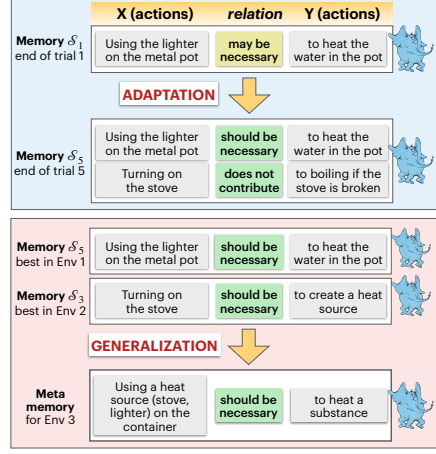 X (actions) relation Y (actions)
Memory 𝒮1 end of trial 1
Using the lighter on the metal pot
may be necessary
to heat the water in the pot
ADAPTATION
Memory 𝒮5 end of trial 5
Using the lighter on the metal pot
should be necessary
to heat the water in the pot
Turning on the stove
does not contribute
to boiling if the stove is broken
Memory 𝒮5 best in Env 1
Using the lighter on the metal pot
should be necessary
to heat the water in the pot
Memory 𝒮3 best in Env 2
Turning on the stove
should be necessary
to create a heat source
GENERALIZATION
Meta memory for Env 3
Using a heat source (stove, lighter) on the container
should be necessary
to heat a substance